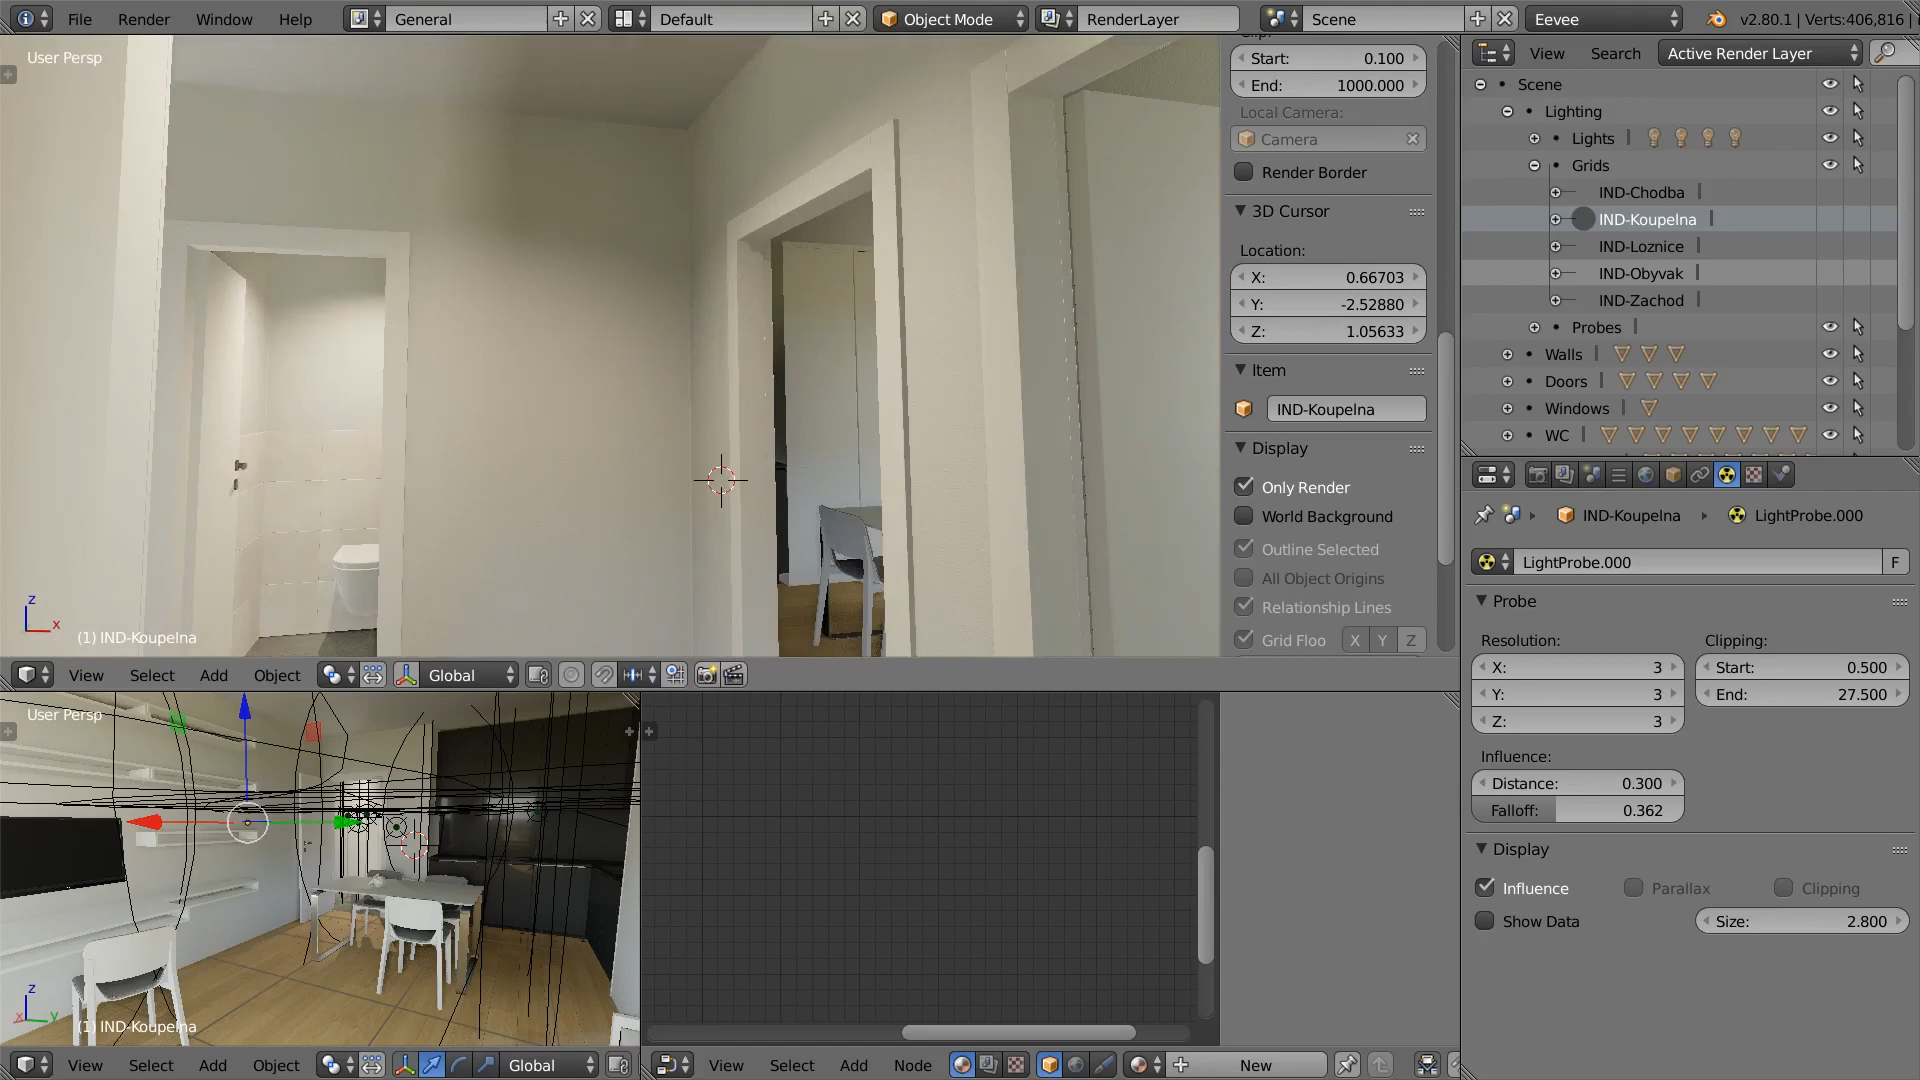 File Render Window Help General Default Object Mode RenderLayer Scene Eevee v2.80.1 | Verts:406,816 |
User Persp
Start: 0.100
End: 1000.000
Local Camera:
Camera
Render Border
3D Cursor
Location:
X: 0.66703
Y: -2.52880
Z: 1.05633
Item
IND-Koupelna
Display
Only Render
World Background
Outline Selected
All Object Origins
Relationship Lines
Grid Floo X Y Z
z
x
(1) IND-Koupelna
View Select Add Object Global
View Search Active Render Layer
Scene
Lighting
Lights
Grids
IND-Chodba
IND-Koupelna
IND-Loznice
IND-Obyvak
IND-Zachod
Probes
Walls
Doors
Windows
WC
IND-Koupelna LightProbe.000
LightProbe.000 F
Probe
Resolution: Clipping:
X: 3 Start: 0.500
Y: 3 End: 27.500
Z: 3
Influence:
Distance: 0.300
Falloff: 0.362
Display
Influence Parallax Clipping
Show Data Size: 2.800
User Persp
z
x y
(1) IND-Koupelna
View Select Add Object Global
View Select Add Node New